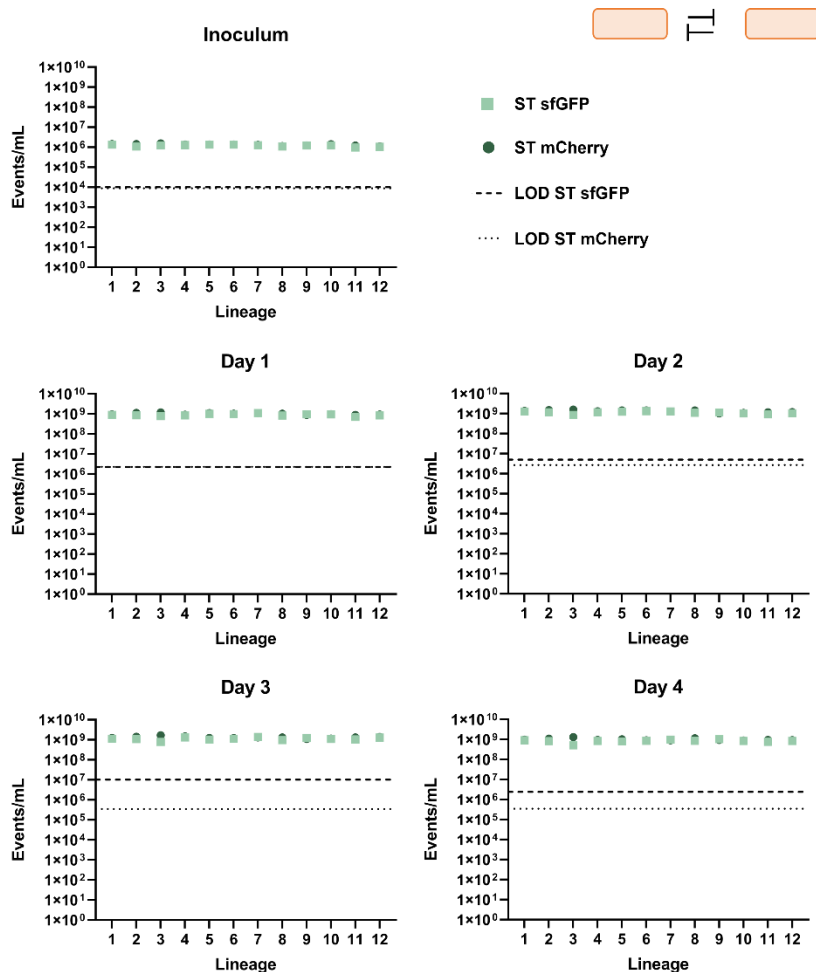 Inoculum
1×10¹⁰
1×10⁹
1×10⁸
1×10⁷
1×10⁶
1×10⁵
1×10⁴
1×10³
1×10²
1×10¹
1×10⁰
Events/mL
1 2 3 4 5 6 7 8 9 10 11 12
Lineage
ST sfGFP
ST mCherry
LOD ST sfGFP
LOD ST mCherry
Day 1
1×10¹⁰
1×10⁹
1×10⁸
1×10⁷
1×10⁶
1×10⁵
1×10⁴
1×10³
1×10²
1×10¹
1×10⁰
Events/mL
1 2 3 4 5 6 7 8 9 10 11 12
Lineage
Day 2
1×10¹⁰
1×10⁹
1×10⁸
1×10⁷
1×10⁶
1×10⁵
1×10⁴
1×10³
1×10²
1×10¹
1×10⁰
Events/mL
1 2 3 4 5 6 7 8 9 10 11 12
Lineage
Day 3
1×10¹⁰
1×10⁹
1×10⁸
1×10⁷
1×10⁶
1×10⁵
1×10⁴
1×10³
1×10²
1×10¹
1×10⁰
Events/mL
1 2 3 4 5 6 7 8 9 10 11 12
Lineage
Day 4
1×10¹⁰
1×10⁹
1×10⁸
1×10⁷
1×10⁶
1×10⁵
1×10⁴
1×10³
1×10²
1×10¹
1×10⁰
Events/mL
1 2 3 4 5 6 7 8 9 10 11 12
Lineage